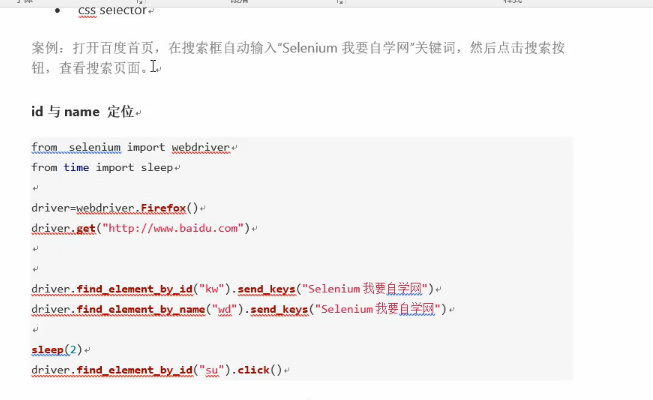 css selector
案例：打开百度首页，在搜索框自动输入“Selenium 我要自学网”关键词，然后点击搜索按
钮，查看搜索页面。
id 与 name 定位
from selenium import webdriver
from time import sleep
driver=webdriver.Firefox()
driver.get("http://www.baidu.com")
driver.find_element_by_id("kw").send_keys("Selenium 我要自学网")
driver.find_element_by_name("wd").send_keys("Selenium 我要自学网")
sleep(2)
driver.find_element_by_id("su").click()